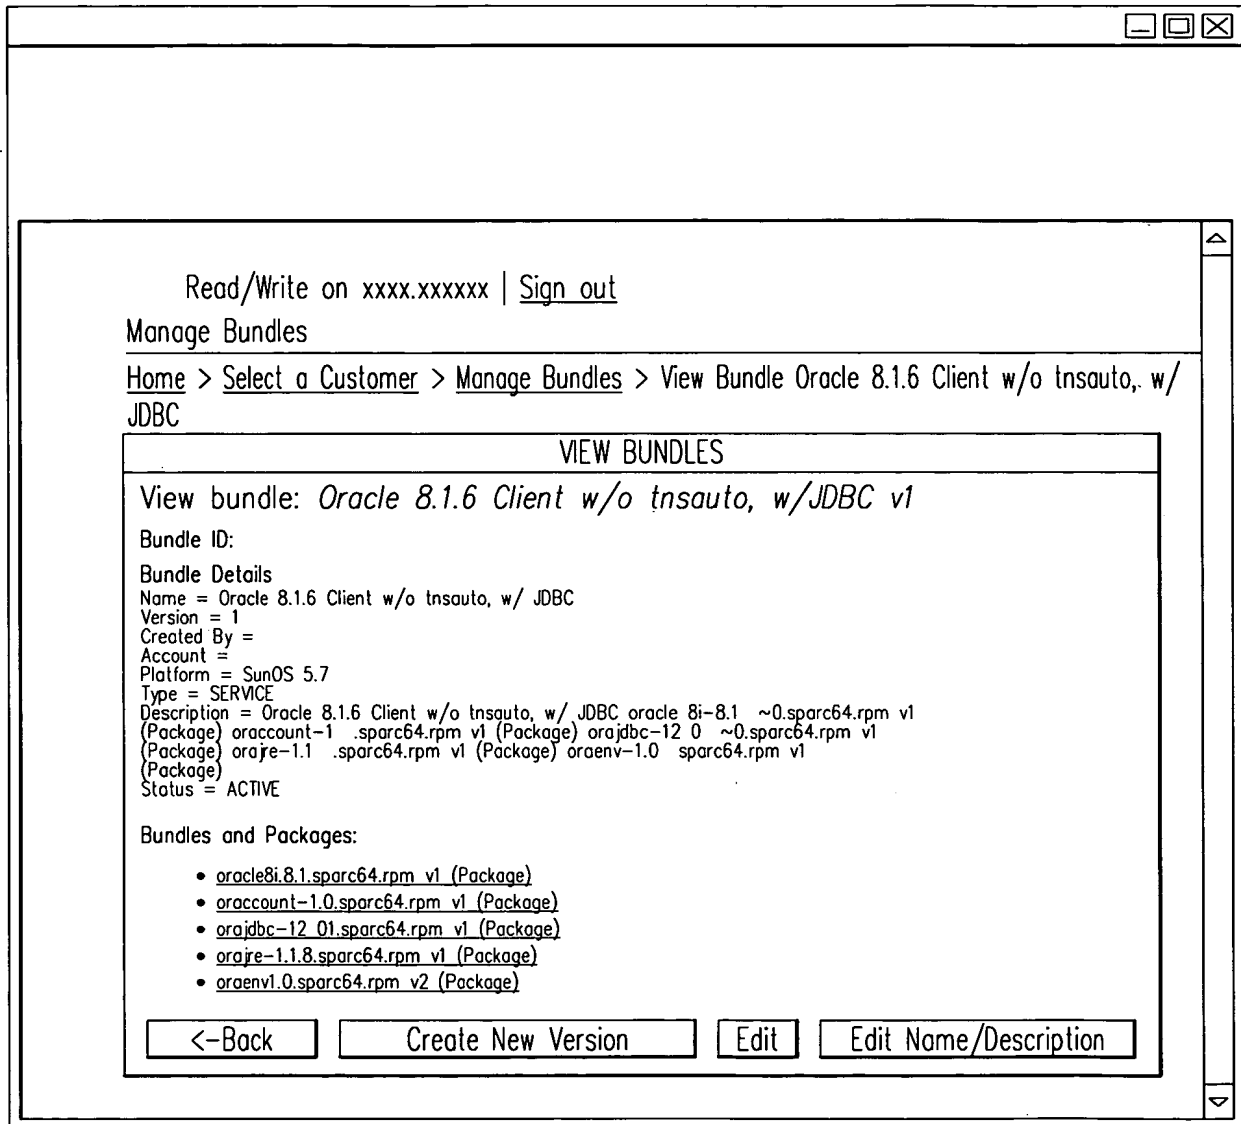 Read/Write on xxxx.xxxxxx | Sign out
Manage Bundles
Home > Select a Customer > Manage Bundles > View Bundle Oracle 8.1.6 Client w/o tnsauto, w/
JDBC
VIEW BUNDLES
View bundle: Oracle 8.1.6 Client w/o tnsauto, w/JDBC v1
Bundle ID:
Bundle Details
Name = Oracle 8.1.6 Client w/o tnsauto, w/ JDBC
Version = 1
Created By =
Account =
Platform = SunOS 5.7
Type = SERVICE
Description = Oracle 8.1.6 Client w/o tnsauto, w/ JDBC oracle 8i-8.1 ~0.sparc64.rpm v1
(Package) oraccount-1 .sparc64.rpm v1 (Package) orajdbc-12 0 ~0.sparc64.rpm v1
(Package) orajre-1.1 .sparc64.rpm v1 (Package) oraenv-1.0 sparc64.rpm v1
(Package)
Status = ACTIVE
Bundles and Packages:
• oracle8i.8.1.sparc64.rpm v1 (Package)
• oraccount-1.0.sparc64.rpm v1 (Package)
• orajdbc-12 01.sparc64.rpm v1 (Package)
• orajre-1.1.8.sparc64.rpm v1 (Package)
• oraenv1.0.sparc64.rpm v2 (Package)
<-Back Create New Version Edit Edit Name/Description